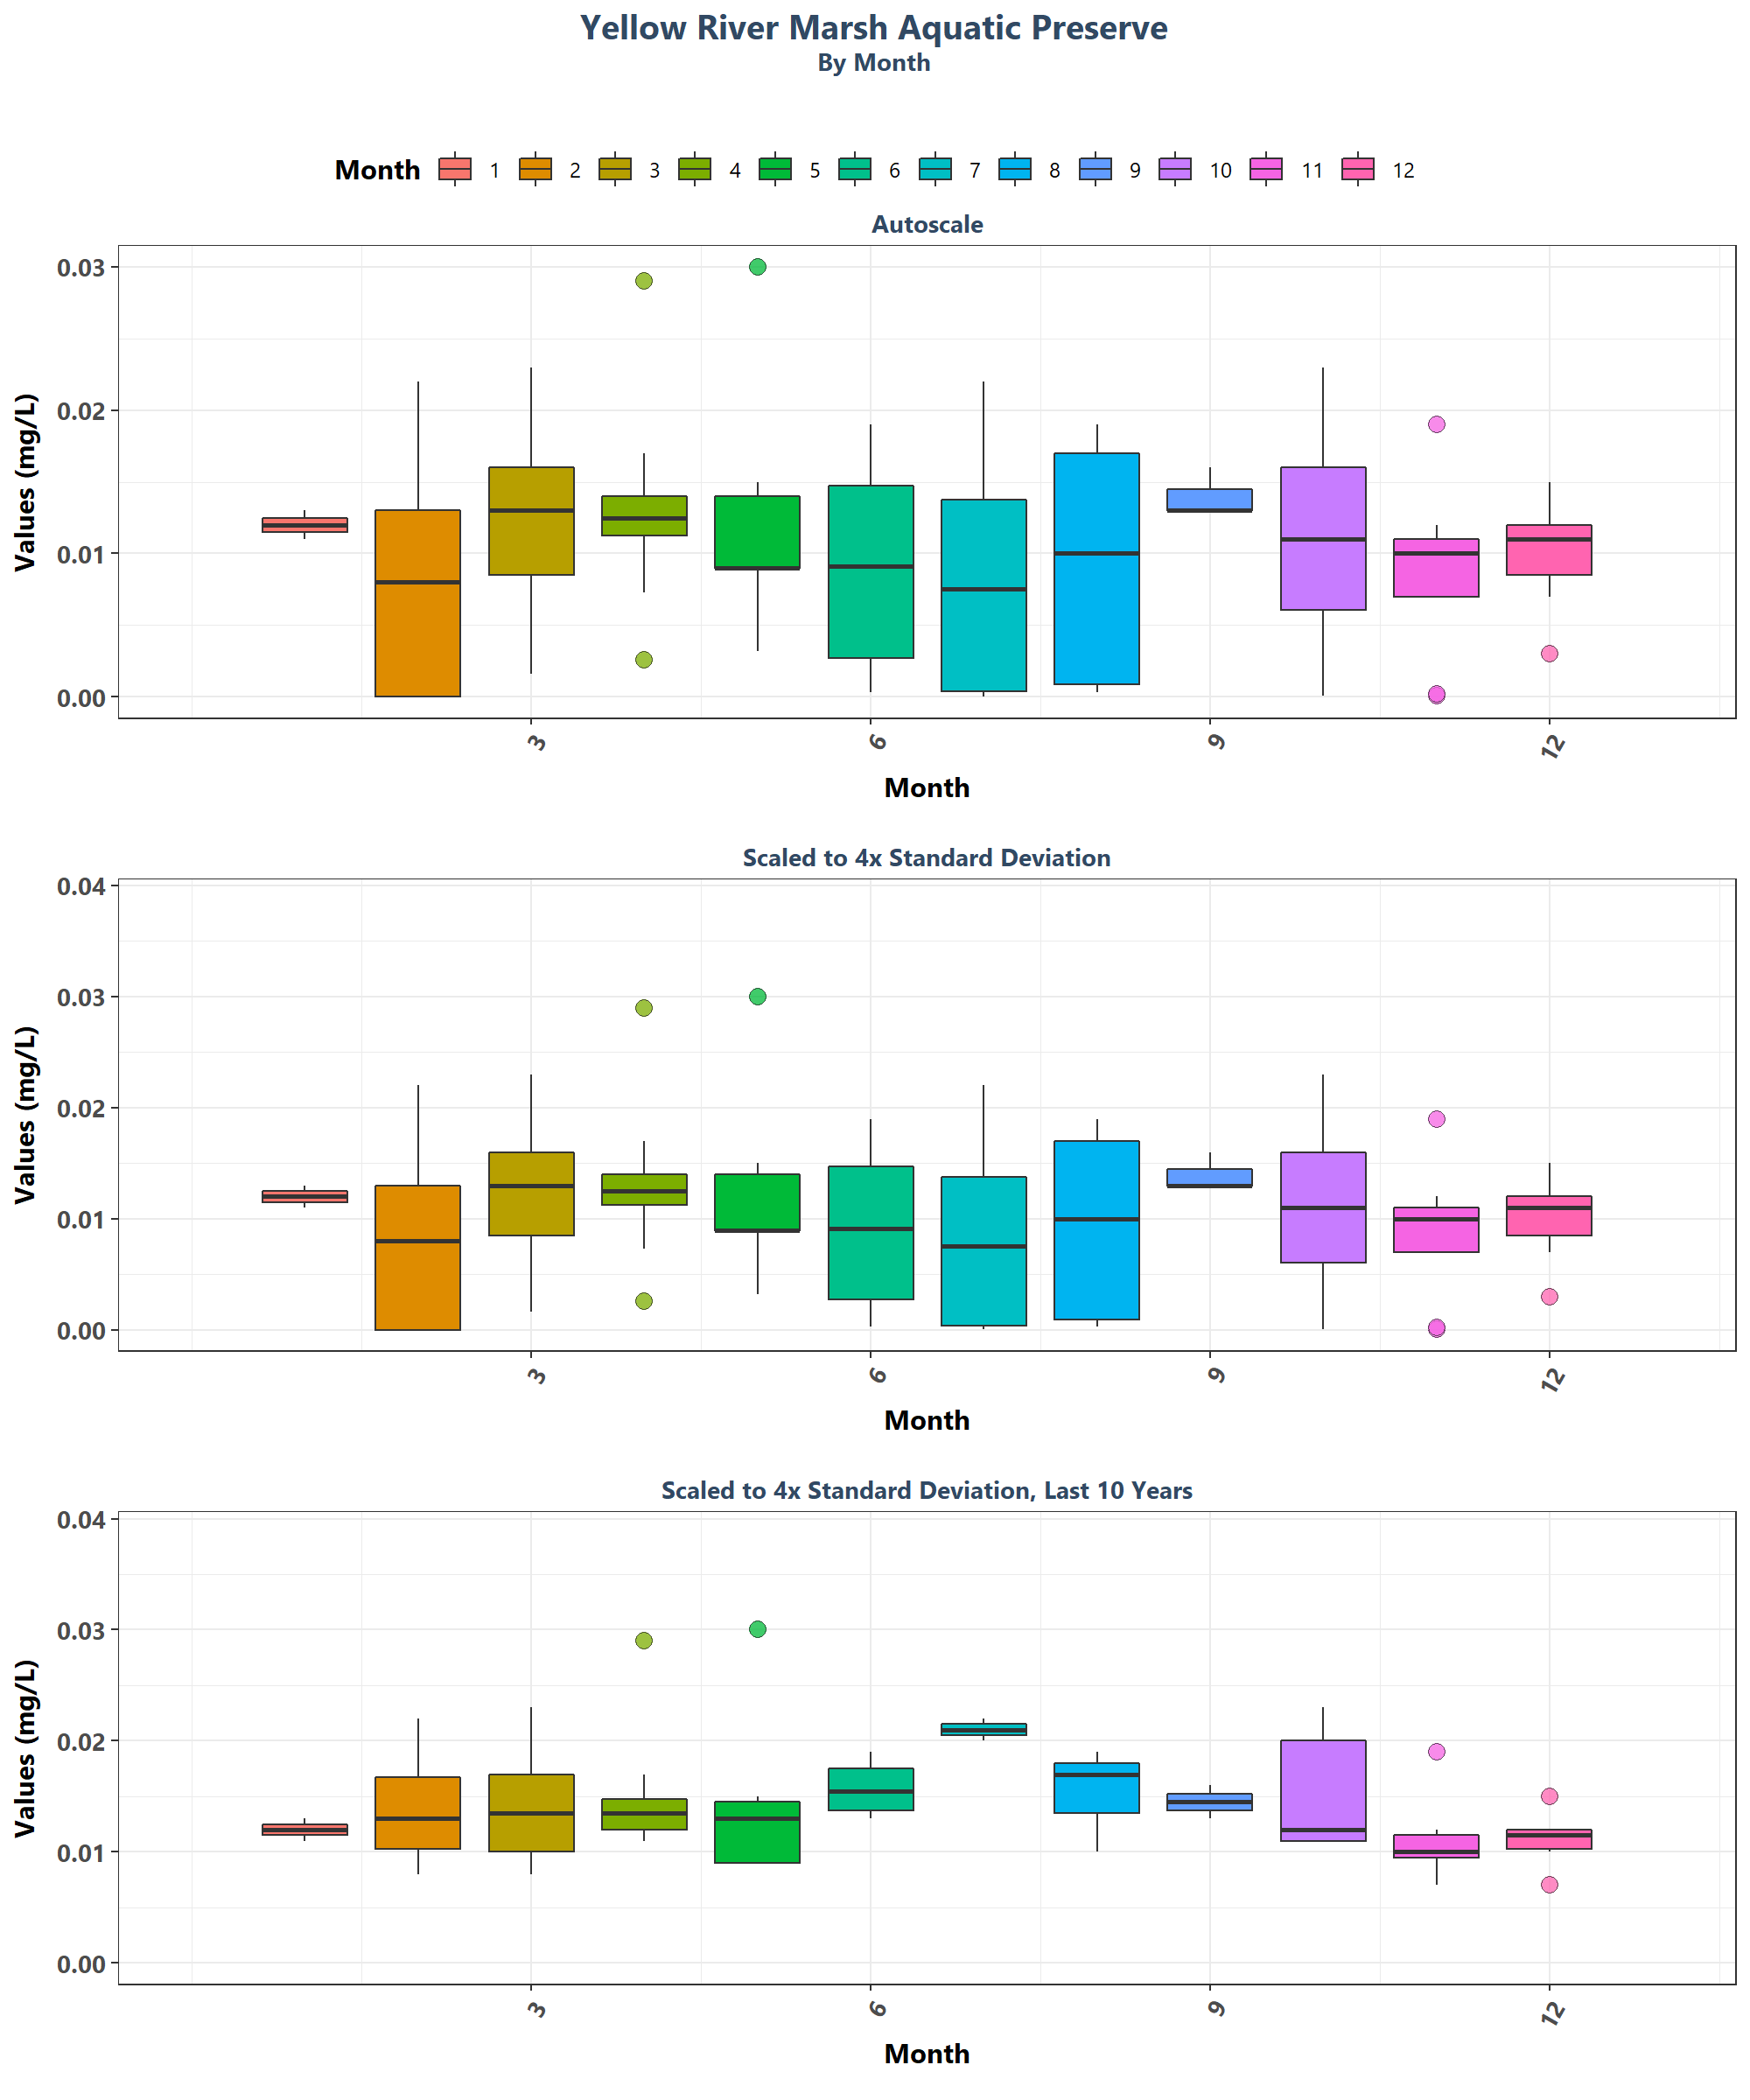 Yellow River Marsh Aquatic Preserve
By Month
Month 1 2 3 4 5 6 7 8 9 10 11 12
Autoscale
Values (mg/L)
0.03
0.02
0.01
0.00
3 6 9 12
Month
Scaled to 4x Standard Deviation
Values (mg/L)
0.04
0.03
0.02
0.01
0.00
3 6 9 12
Month
Scaled to 4x Standard Deviation, Last 10 Years
Values (mg/L)
0.04
0.03
0.02
0.01
0.00
3 6 9 12
Month